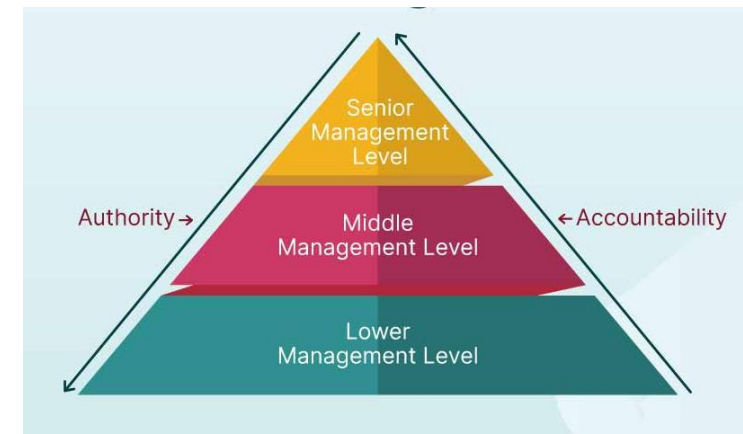 Senior
Management
Level
Authority→
Middle
Management Level
←Accountability
Lower
Management Level